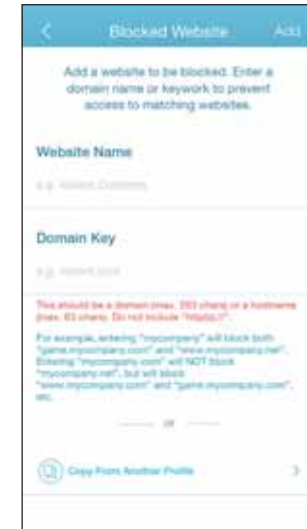 Blocked Website Add
Add a website to be blocked. Enter a
domain name or keywork to prevent
access to matching websites.
Website Name
e.g.
Domain Key
e.g.
This should be a domain (max. 253 chars) or a hostname
(max. 63 chars). Do not include "http(s)://".
For example, entering "mycompany" will block both
"game.mycompany.com" and "www.mycompany.net".
Entering "mycompany.com" will NOT block
"mycompany.net", but will block
"www.mycompany.com" and "game.mycompany.com",
etc.
or
Copy From Another Profile